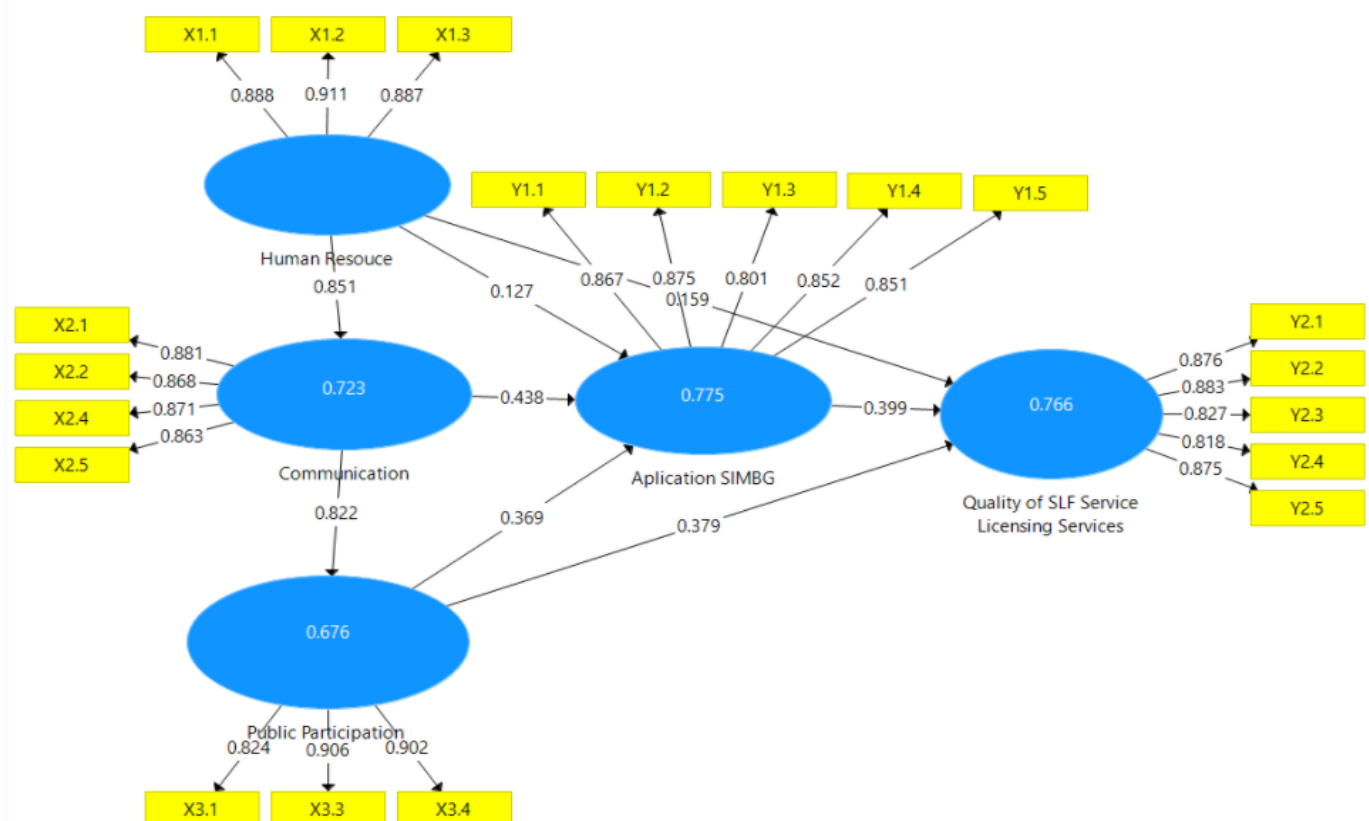 X1.1
X1.2
X1.3
0.888
0.911
0.887
Human Resouce
0.851
0.127
0.159
Y1.1
Y1.2
Y1.3
Y1.4
Y1.5
0.867
0.875
0.801
0.852
0.851
X2.1
X2.2
X2.4
X2.5
0.881
0.868
0.871
0.863
0.723
Communication
0.438
0.822
0.775
Aplication SIMBG
0.399
0.369
0.379
0.766
Quality of SLF Service
Licensing Services
0.876
0.883
0.827
0.818
0.875
Y2.1
Y2.2
Y2.3
Y2.4
Y2.5
0.676
Public Participation
0.824
0.906
0.902
X3.1
X3.3
X3.4